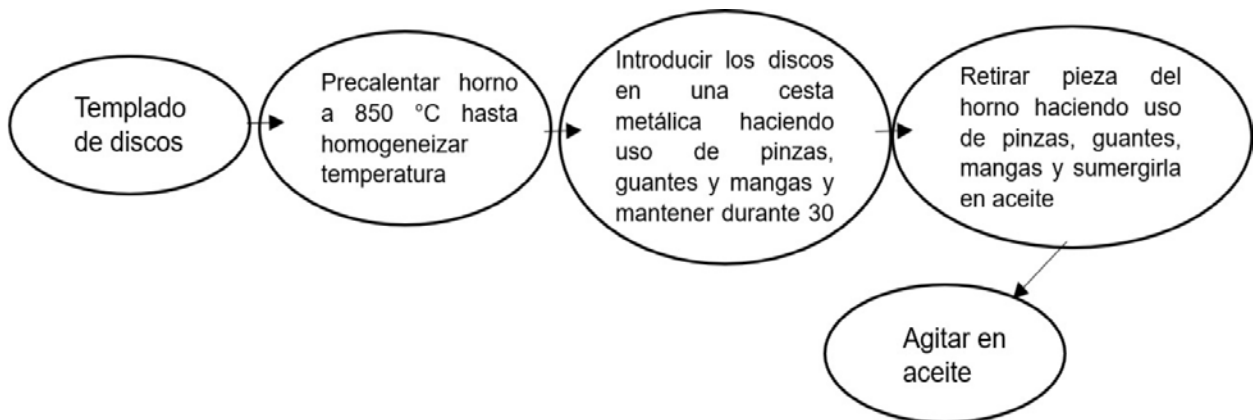 Templado
de discos
Precalentar horno
a 850 °C hasta
homogeneizar
temperatura
Introducir los discos
en una cesta
metálica haciendo
uso de pinzas,
guantes y mangas y
mantener durante 30
Retirar pieza del
horno haciendo uso
de pinzas, guantes,
mangas y sumergirla
en aceite
Agitar en
aceite